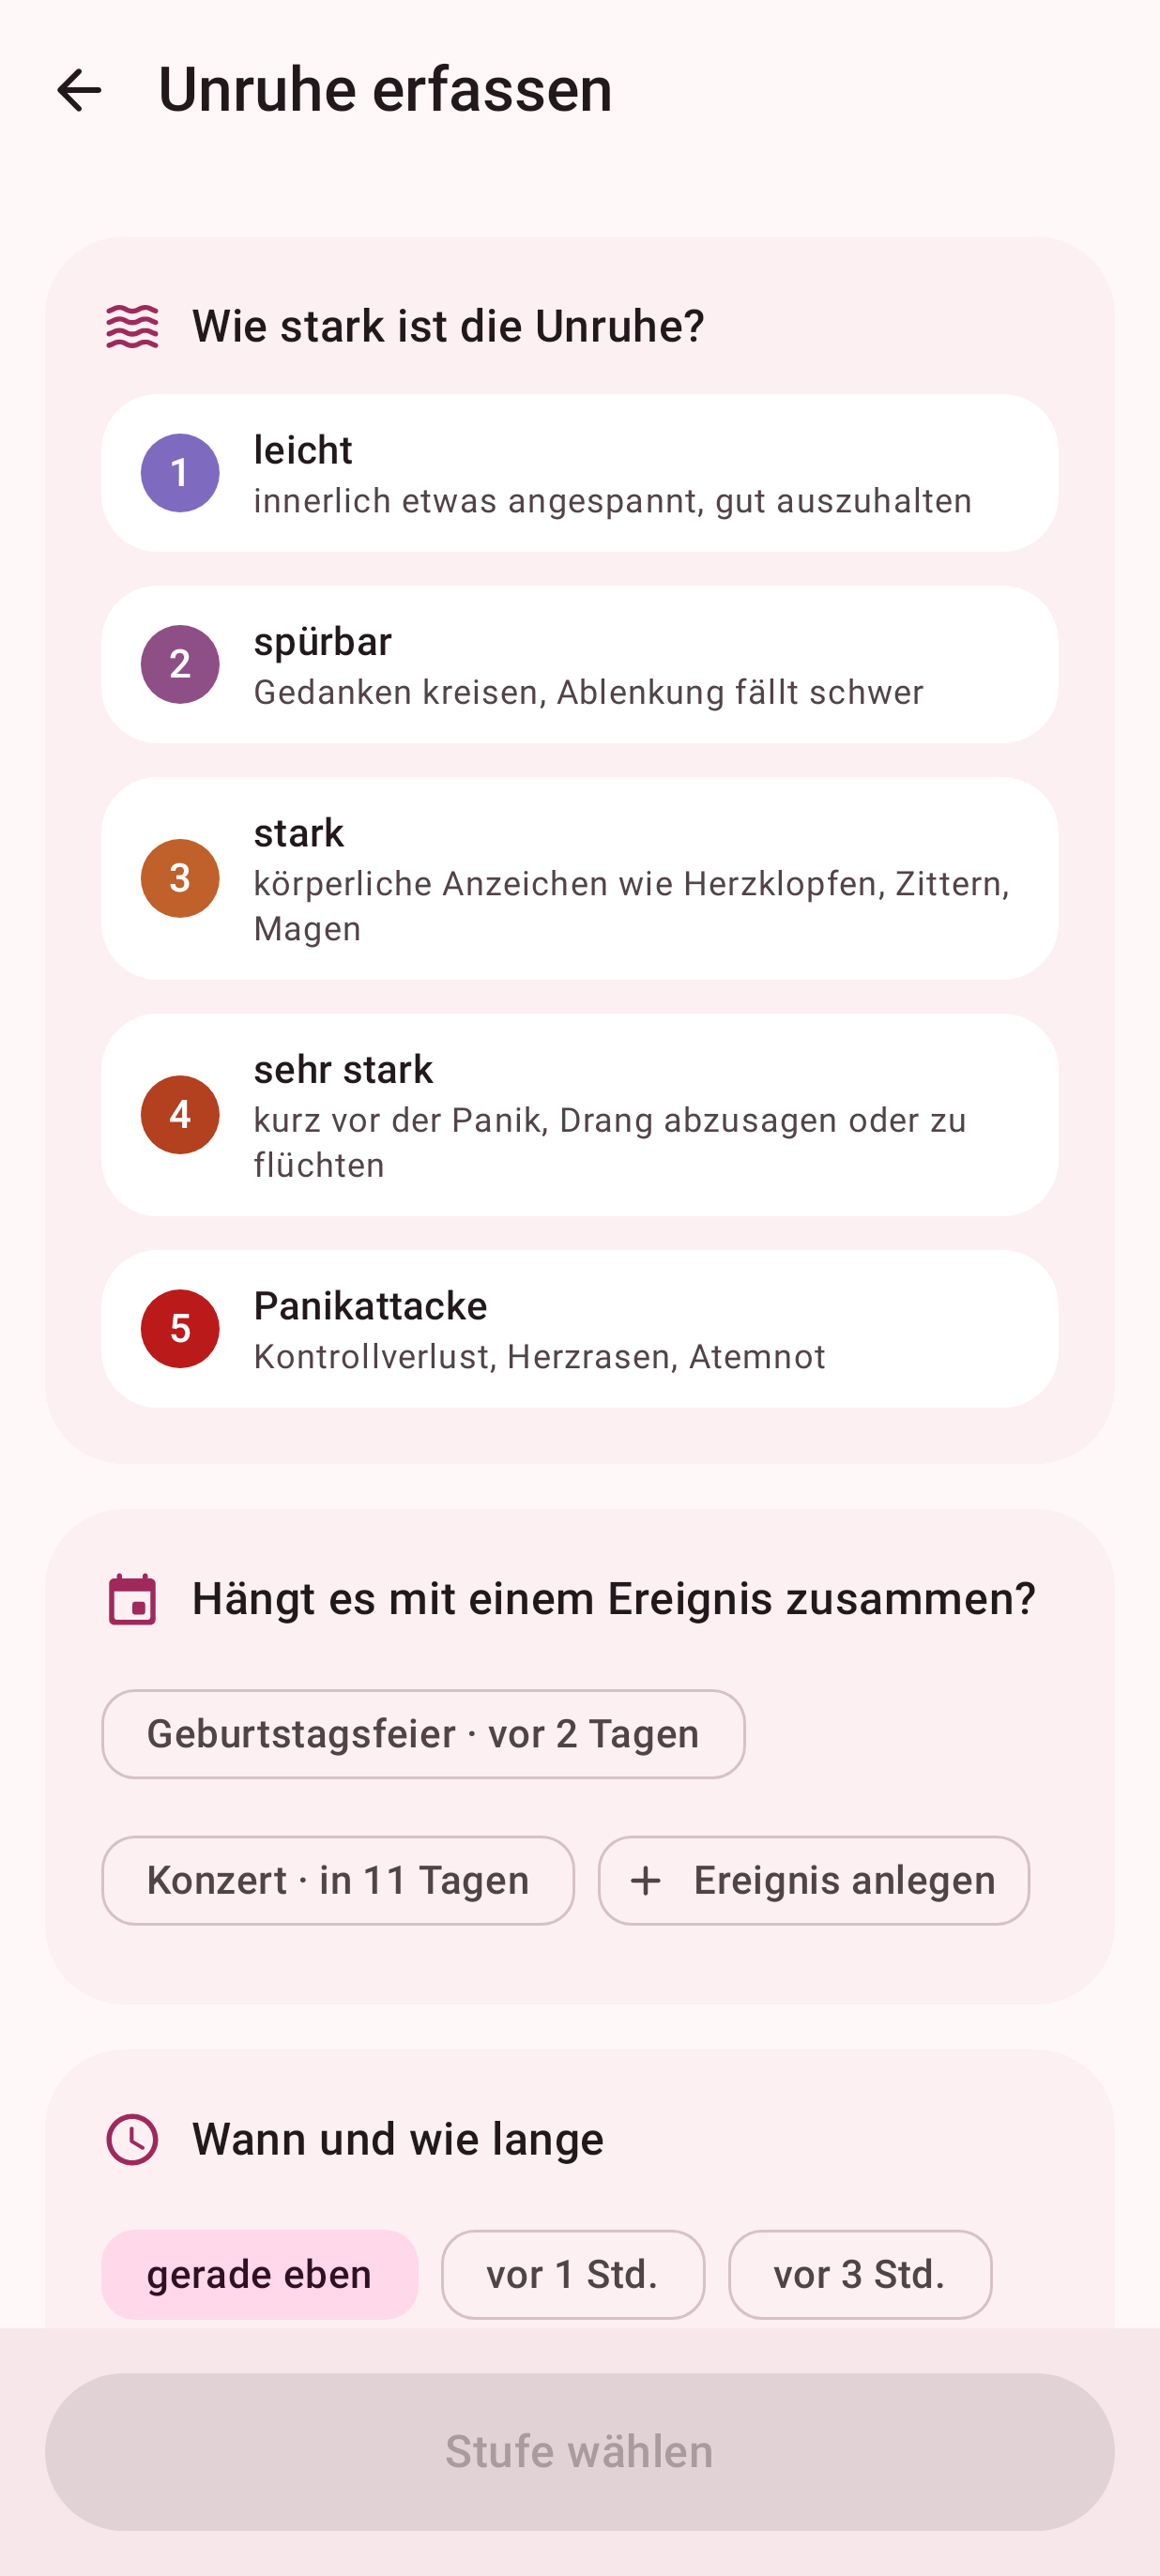 Unruhe erfassen
Wie stark ist die Unruhe?
1
leicht
innerlich etwas angespannt, gut auszuhalten
2
spürbar
Gedanken kreisen, Ablenkung fällt schwer
3
stark
körperliche Anzeichen wie Herzklopfen, Zittern,
Magen
4
sehr stark
kurz vor der Panik, Drang abzusagen oder zu
flüchten
5
Panikattacke
Kontrollverlust, Herzrasen, Atemnot
Hängt es mit einem Ereignis zusammen?
Geburtstagsfeier · vor 2 Tagen
Konzert · in 11 Tagen
+ Ereignis anlegen
Wann und wie lange
gerade eben
vor 1 Std.
vor 3 Std.
Stufe wählen